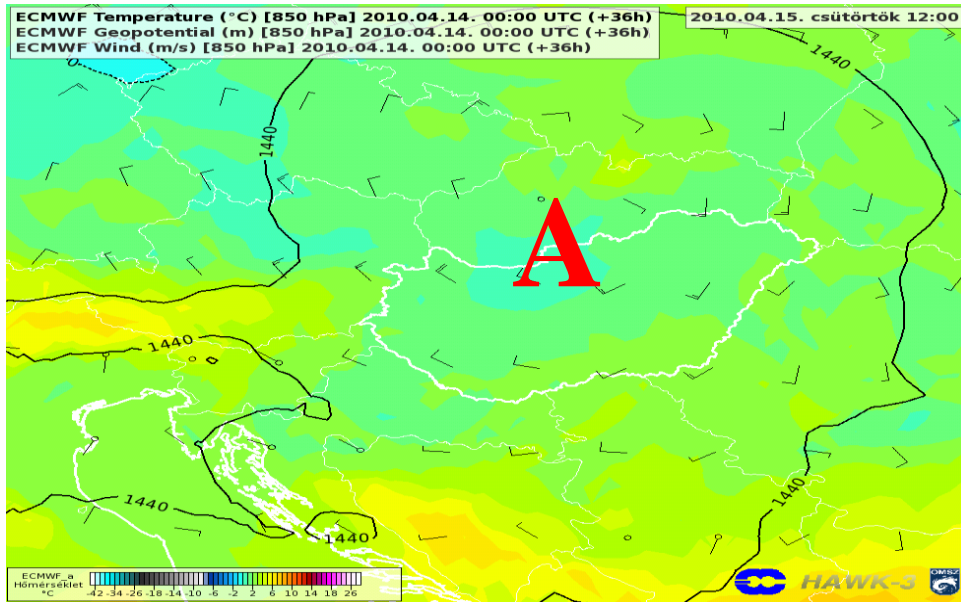 ECMWF Temperature (°C) [850 hPa] 2010.04.14. 00:00 UTC (+36h)
ECMWF Geopotential (m) [850 hPa] 2010.04.14. 00:00 UTC (+36h)
ECMWF Wind (m/s) [850 hPa] 2010.04.14. 00:00 UTC (+36h)
2010.04.15. csütörtök 12:00
1440
0
1440
A
1440
1440
1440
1440
ECMWF_a
Hőmérséklet
°C
-42 -34 -26 -18 -14 -10 -6 -2 2 6 10 14 18 22 26
HAWK-3
OMSZ